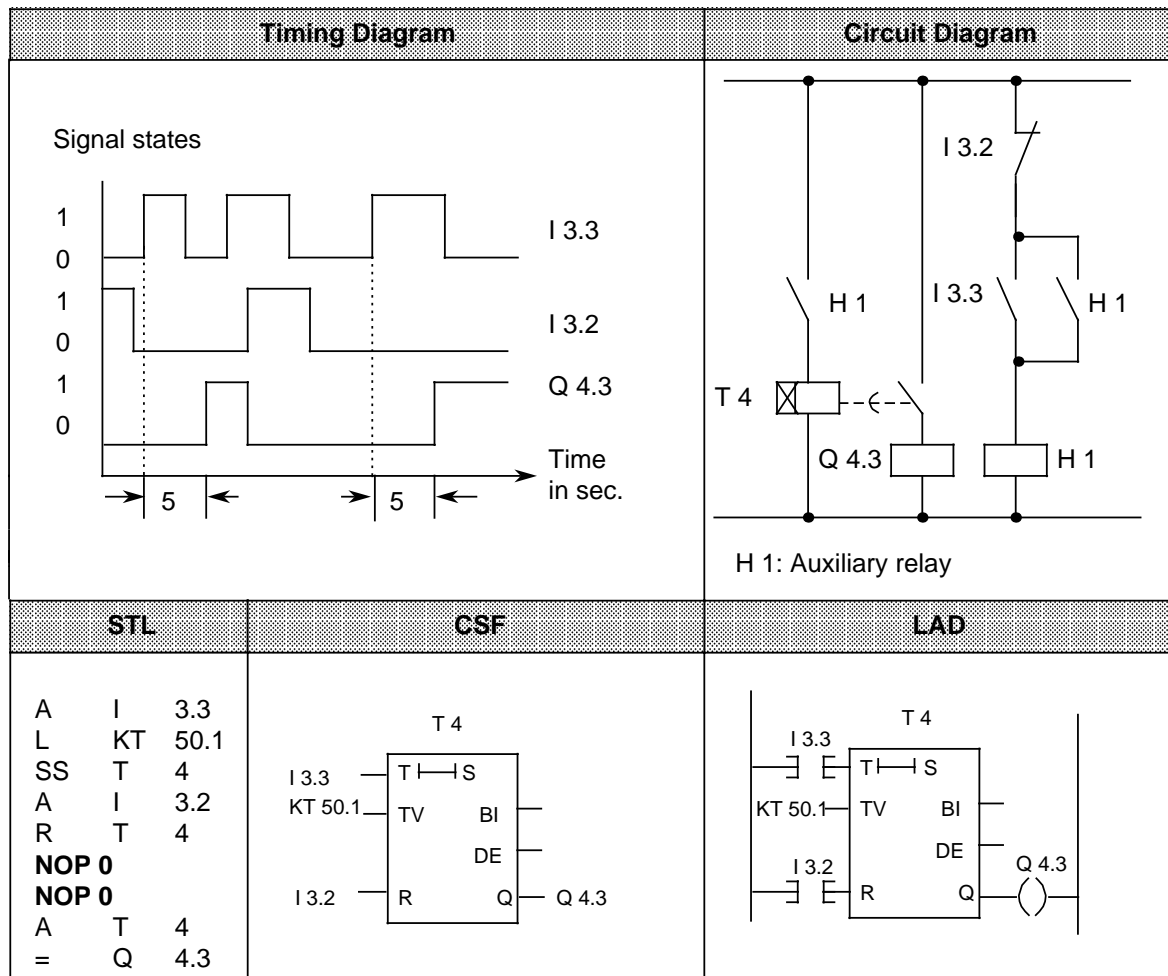 Timing Diagram
Circuit Diagram
Signal states
1
0
I 3.3
1
0
I 3.2
1
0
Q 4.3
Time
in sec.
5
5
I 3.2
H 1
I 3.3
H 1
T 4
Q 4.3
H 1
H 1: Auxiliary relay
STL
CSF
LAD
A I 3.3
L KT 50.1
SS T 4
A I 3.2
R T 4
NOP 0
NOP 0
A T 4
= Q 4.3
T 4
I 3.3 T S
KT 50.1 TV BI
DE
I 3.2 R Q Q 4.3
T 4
I 3.3
T S
KT 50.1 TV BI
DE
I 3.2 Q 4.3
R Q